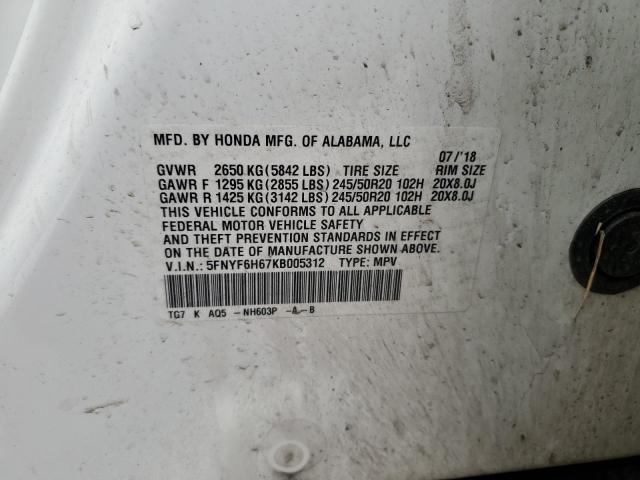 MFD. BY HONDA MFG. OF ALABAMA, LLC
07/'18
GVWR 2650 KG(5842 LBS) TIRE SIZE RIM SIZE
GAWR F 1295 KG(2855 LBS) 245/50R20 102H 20X8.0J
GAWR R 1425 KG(3142 LBS) 245/50R20 102H 20X8.0J
THIS VEHICLE CONFORMS TO ALL APPLICABLE
FEDERAL MOTOR VEHICLE SAFETY
AND THEFT PREVENTION STANDARDS IN EFFECT
ON THE DATE OF MANUFACTURE SHOWN ABOVE.
V.I.N.: 5FNYF6H67KB005312 TYPE: MPV
TG7 K AQ5 -NH603P -A -B